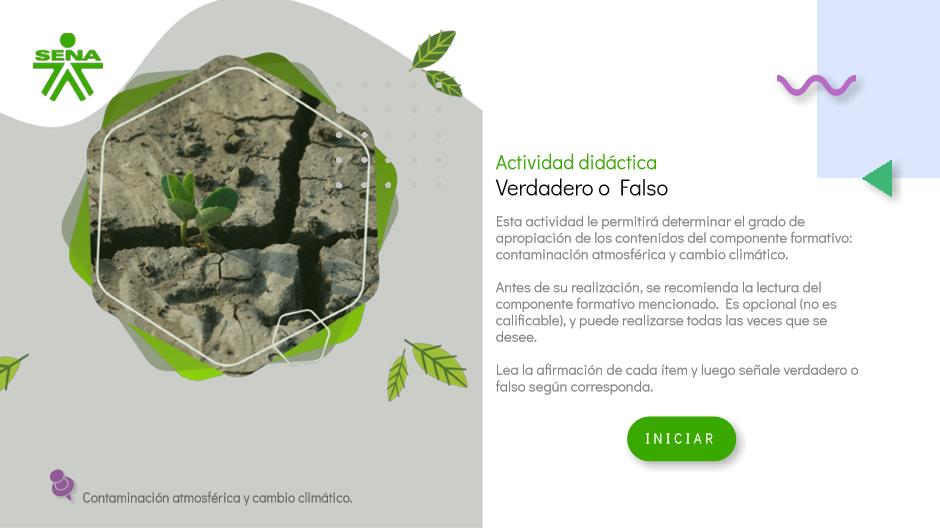 SENA
Actividad didáctica
Verdadero o Falso
Esta actividad le permitirá determinar el grado de
apropiación de los contenidos del componente formativo:
contaminación atmosférica y cambio climático.
Antes de su realización, se recomienda la lectura del
componente formativo mencionado. Es opcional (no es
calificable), y puede realizarse todas las veces que se
desee.
Lea la afirmación de cada ítem y luego señale verdadero o
falso según corresponda.
INICIAR
Contaminación atmosférica y cambio climático.